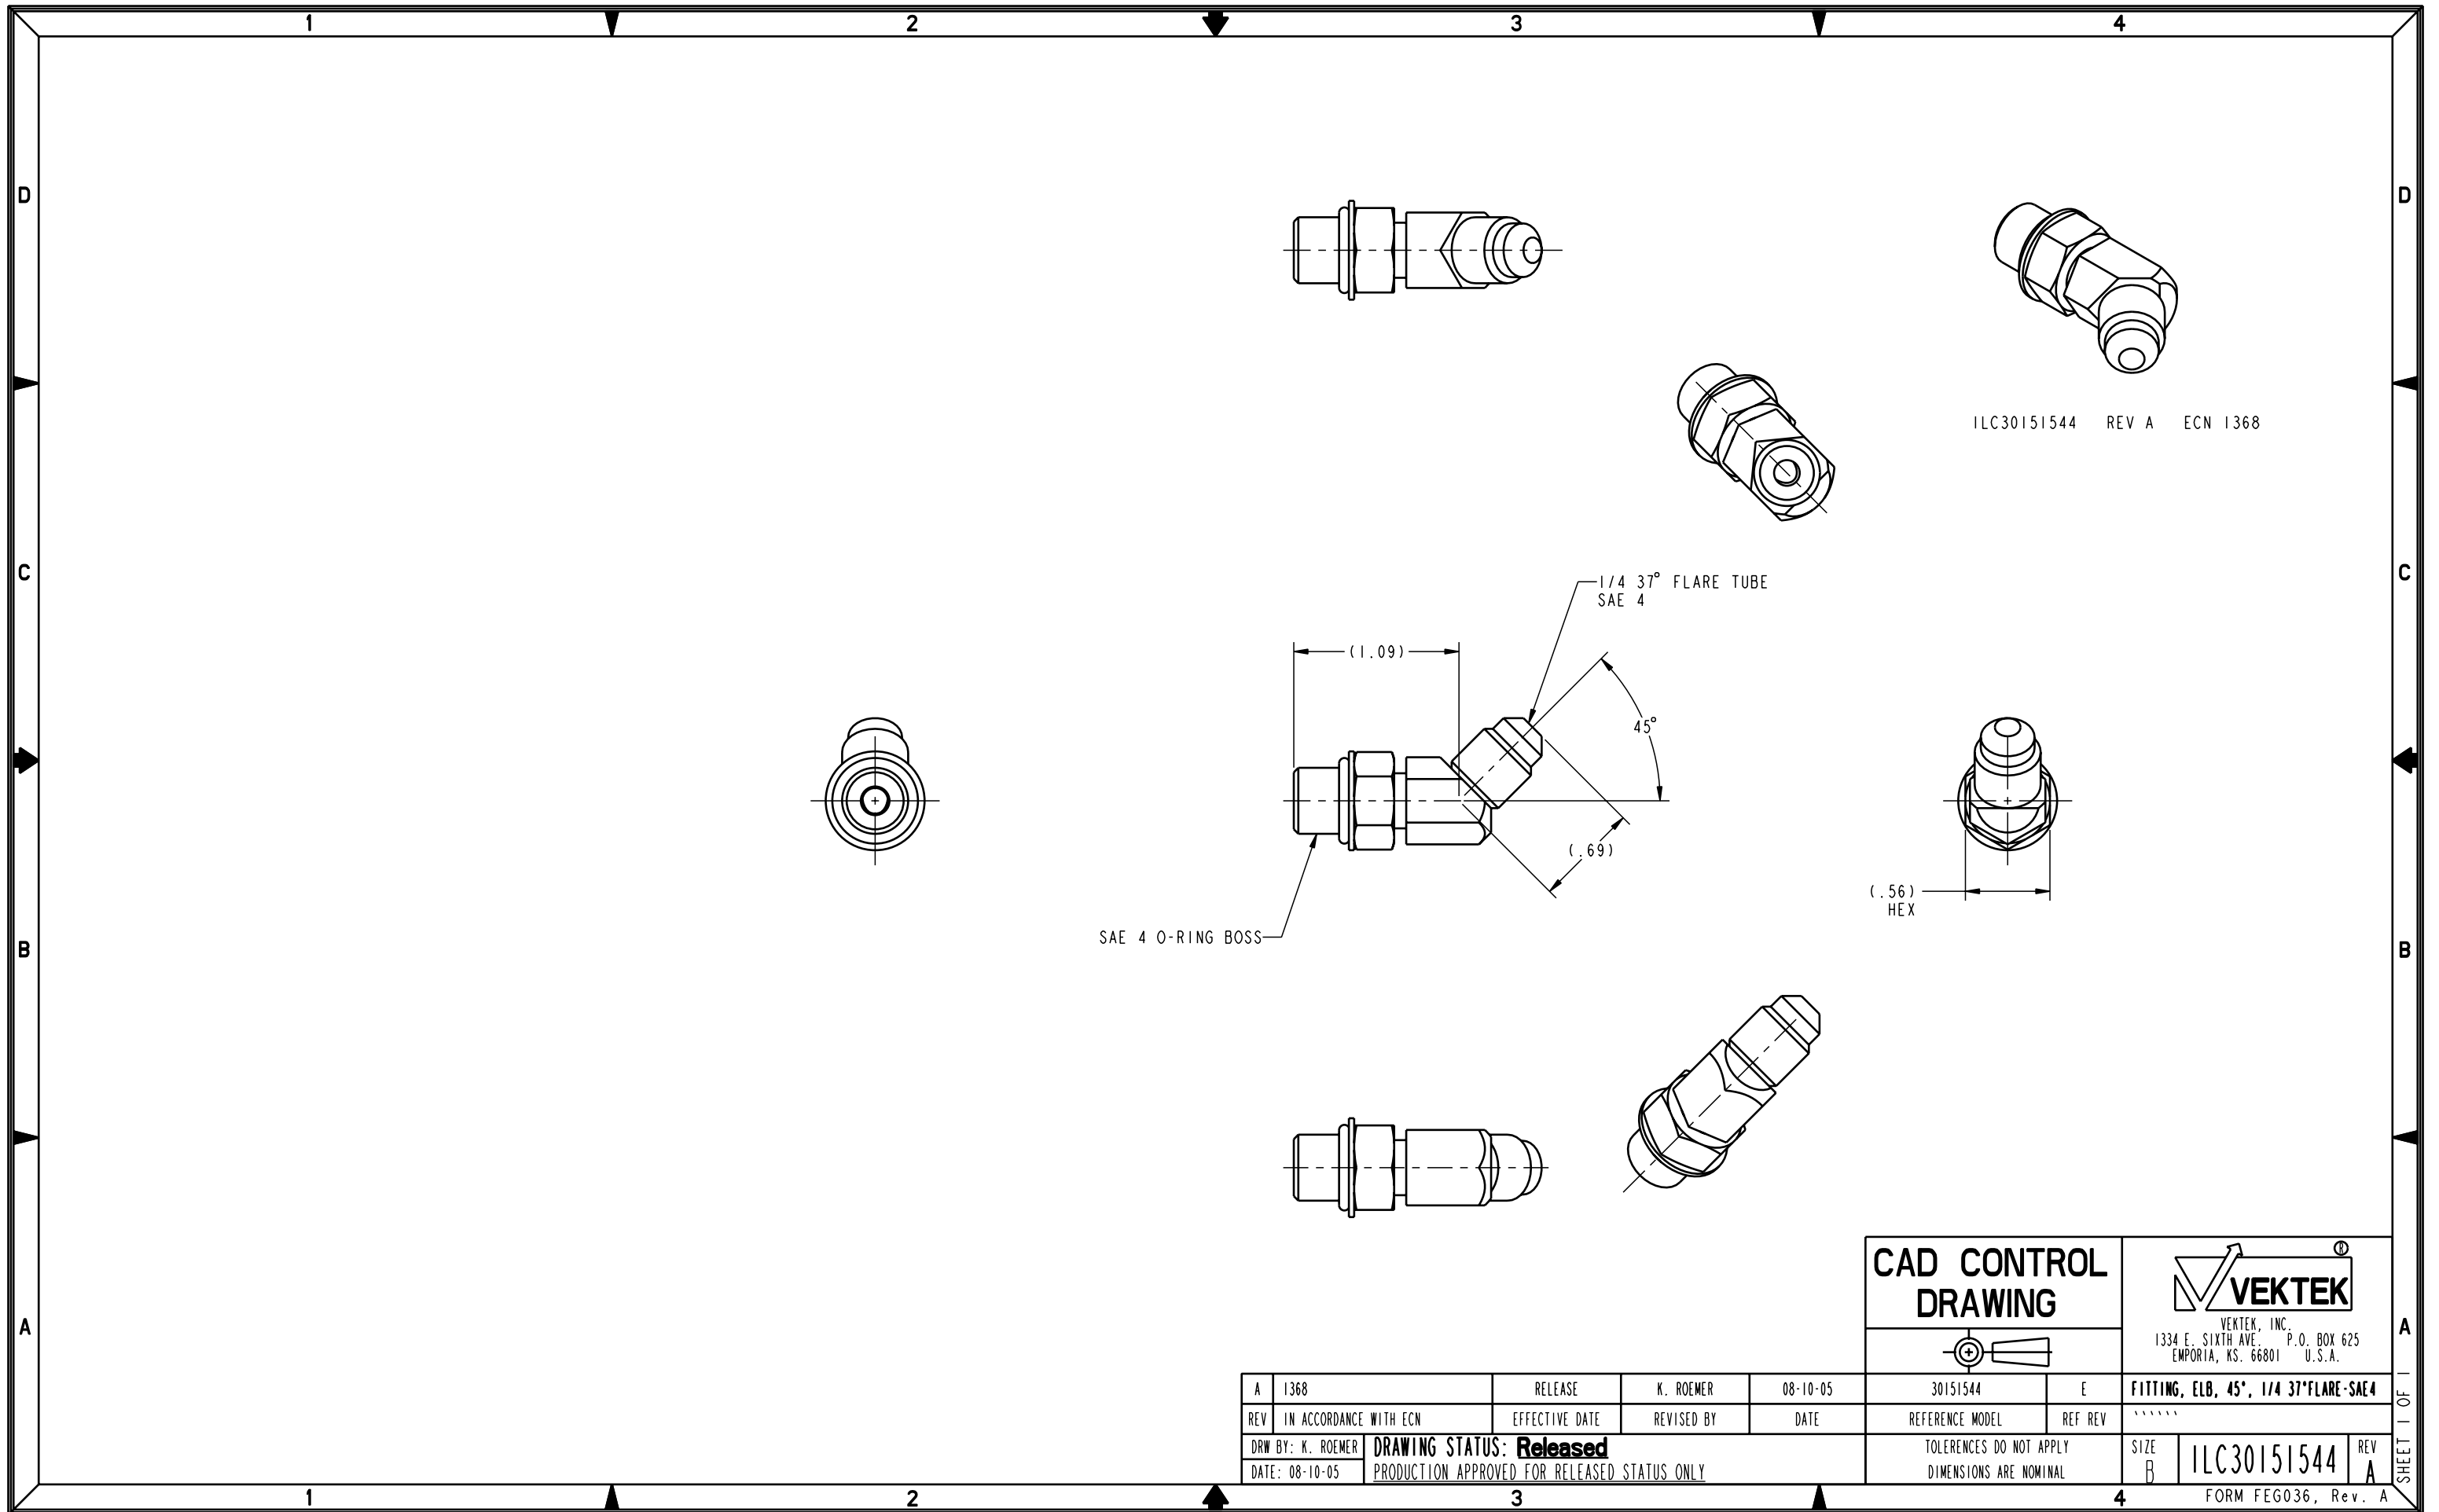 1 2 3 4
D D
ILC30151544 REV A ECN 1368
C C
1/4 37° FLARE TUBE
SAE 4
(1.09)
45°
(.69)
(.56)
HEX
SAE 4 O-RING BOSS
B B
CAD CONTROL
DRAWING
®
VEKTEK
VEKTEK, INC.
1334 E. SIXTH AVE. P.O. BOX 625
EMPORIA, KS. 66801 U.S.A.
A A
A 1368 RELEASE K. ROEMER 08-10-05 30151544 E FITTING, ELB, 45°, 1/4 37°FLARE-SAE4
REV IN ACCORDANCE WITH ECN EFFECTIVE DATE REVISED BY DATE REFERENCE MODEL REF REV ``````
DRW BY: K. ROEMER DRAWING STATUS: Released TOLERENCES DO NOT APPLY SIZE ILC30151544 REV
DATE: 08-10-05 PRODUCTION APPROVED FOR RELEASED STATUS ONLY DIMENSIONS ARE NOMINAL B A
SHEET 1 OF 1
1 2 3 4
FORM FEG036, Rev. A